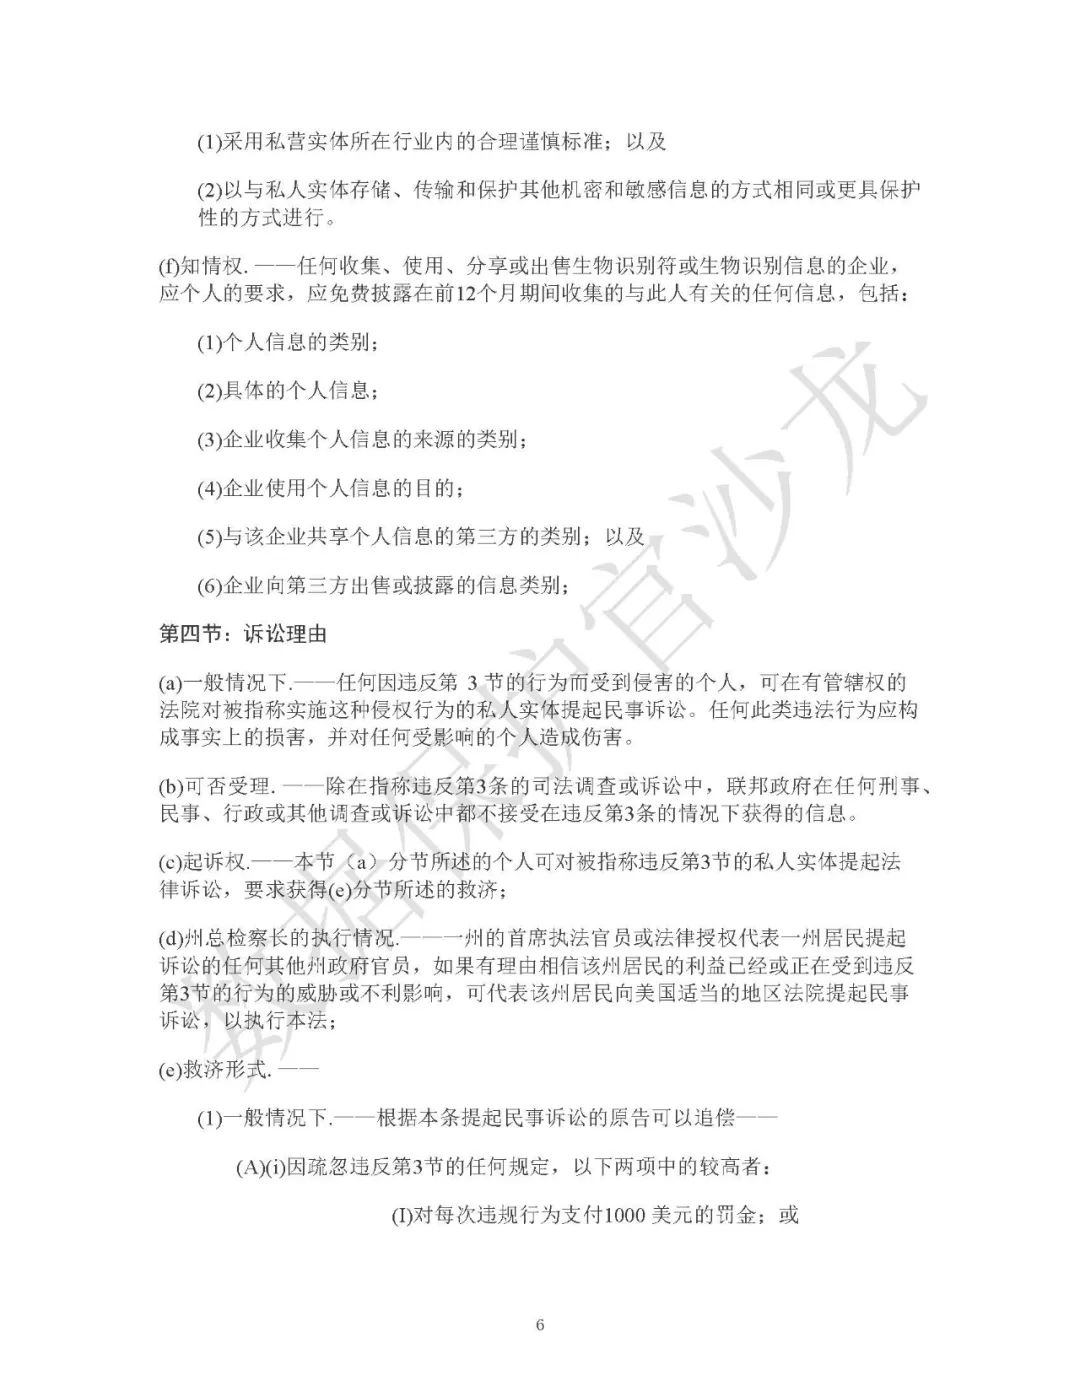 (1)采用私营实体所在行业内的合理谨慎标准；以及
(2)以与私人实体存储、传输和保护其他机密和敏感信息的方式相同或更具保护
性的方式进行。
(f)知情权. ——任何收集、使用、分享或出售生物识别符或生物识别信息的企业，
应个人的要求，应免费披露在前12个月期间收集的与此人有关的任何信息，包括：
(1)个人信息的类别；
(2)具体的个人信息；
(3)企业收集个人信息的来源的类别；
(4)企业使用个人信息的目的；
(5)与该企业共享个人信息的第三方的类别；以及
(6)企业向第三方出售或披露的信息类别；
第四节：诉讼理由
(a)一般情况下.——任何因违反第 3 节的行为而受到侵害的个人，可在有管辖权的
法院对被指称实施这种侵权行为的私人实体提起民事诉讼。任何此类违法行为应构
成事实上的损害，并对任何受影响的个人造成伤害。
(b)可否受理. ——除在指称违反第3条的司法调查或诉讼中，联邦政府在任何刑事、
民事、行政或其他调查或诉讼中都不接受在违反第3条的情况下获得的信息。
(c)起诉权.——本节（a）分节所述的个人可对被指称违反第3节的私人实体提起法
律诉讼，要求获得(e)分节所述的救济；
(d)州总检察长的执行情况.——一州的首席执法官员或法律授权代表一州居民提起
诉讼的任何其他州政府官员，如果有理由相信该州居民的利益已经或正在受到违反
第3节的行为的威胁或不利影响，可代表该州居民向美国适当的地区法院提起民事
诉讼，以执行本法；
(e)救济形式. ——
(1)一般情况下.——根据本条提起民事诉讼的原告可以追偿——
(A)(i)因疏忽违反第3节的任何规定，以下两项中的较高者：
(I)对每次违规行为支付1000 美元的罚金；或
6
数据保护官沙龙